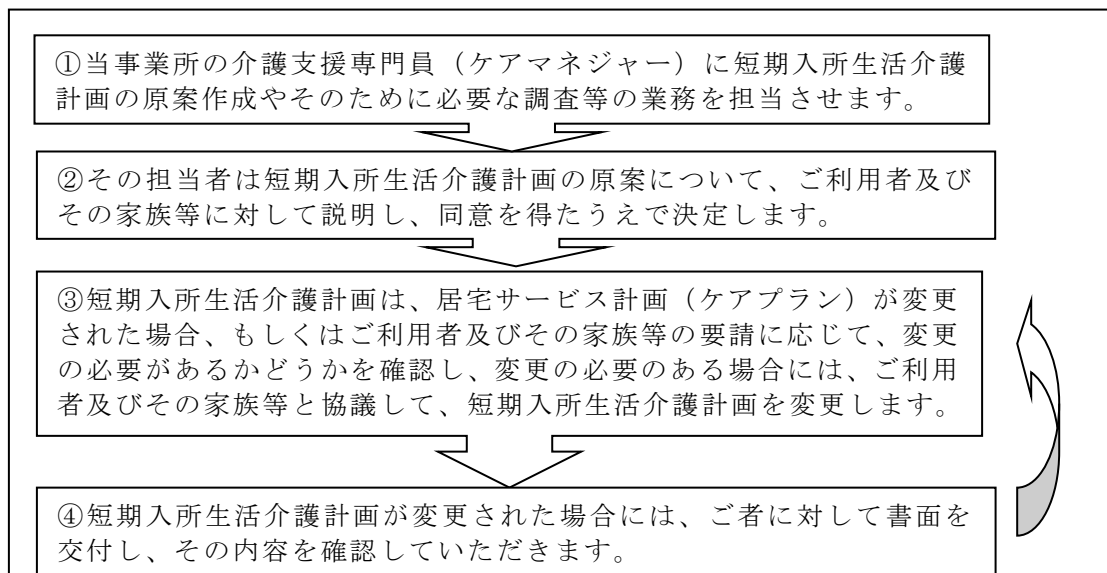 ①当事業所の介護支援専門員（ケアマネジャー）に短期入所生活介護
計画の原案作成やそのために必要な調査等の業務を担当させます。
②その担当者は短期入所生活介護計画の原案について、ご利用者及び
その家族等に対して説明し、同意を得たうえで決定します。
③短期入所生活介護計画は、居宅サービス計画（ケアプラン）が変更
された場合、もしくはご利用者及びその家族等の要請に応じて、変更
の必要があるかどうかを確認し、変更の必要のある場合には、ご利用
者及びその家族等と協議して、短期入所生活介護計画を変更します。
④短期入所生活介護計画が変更された場合には、ご者に対して書面を
交付し、その内容を確認していただきます。